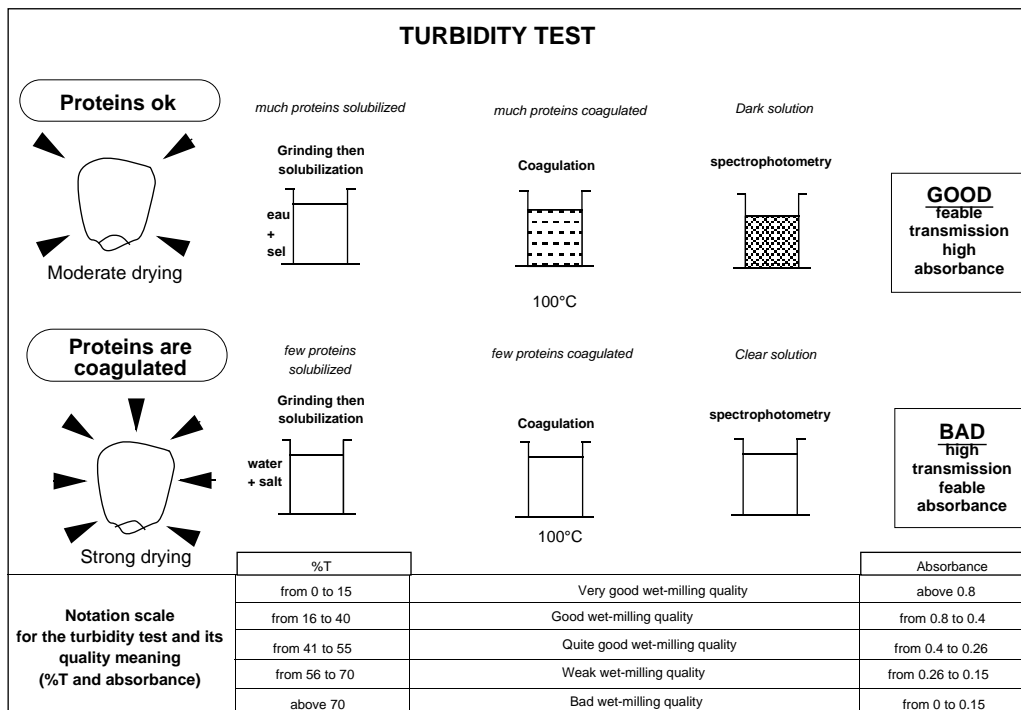 TURBIDITY TEST
Proteins ok
much proteins solubilized
much proteins coagulated
Dark solution
Grinding then
solubilization
Coagulation
spectrophotometry
eau
+
sel
GOOD
feable
transmission
high
absorbance
Moderate drying
100°C
Proteins are
coagulated
few proteins
solubilized
few proteins coagulated
Clear solution
Grinding then
solubilization
Coagulation
spectrophotometry
water
+ salt
BAD
high
transmission
feable
absorbance
Strong drying
100°C
%T
Absorbance
Notation scale
for the turbidity test and its
quality meaning
(%T and absorbance)
from 0 to 15 Very good wet-milling quality above 0.8
from 16 to 40 Good wet-milling quality from 0.8 to 0.4
from 41 to 55 Quite good wet-milling quality from 0.4 to 0.26
from 56 to 70 Weak wet-milling quality from 0.26 to 0.15
above 70 Bad wet-milling quality from 0 to 0.15